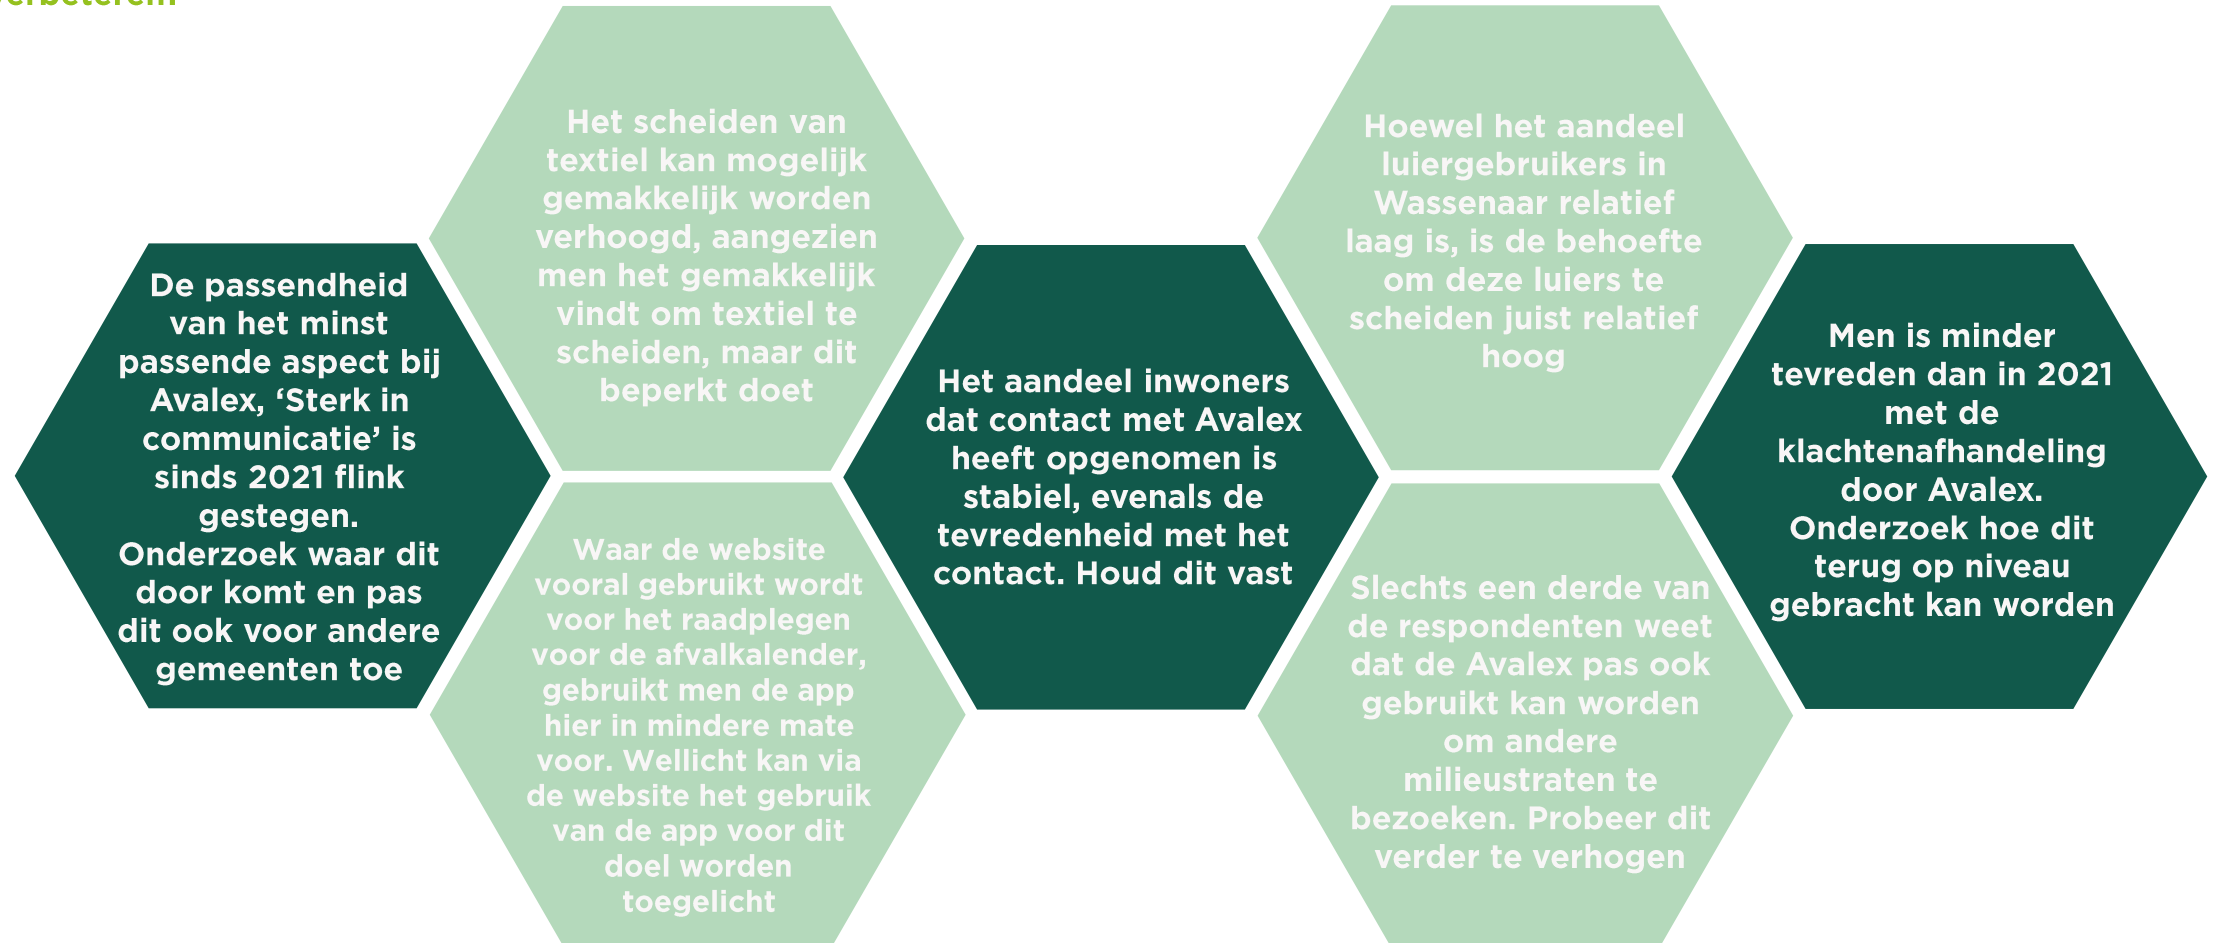 De passendheid
van het minst
passende aspect bij
Avalex, ‘Sterk in
communicatie’ is
sinds 2021 flink
gestegen.
Onderzoek waar dit
door komt en pas
dit ook voor andere
gemeenten toe
Het scheiden van
textiel kan mogelijk
gemakkelijk worden
verhoogd, aangezien
men het gemakkelijk
vindt om textiel te
scheiden, maar dit
beperkt doet
Waar de website
vooral gebruikt wordt
voor het raadplegen
voor de afvalkalender,
gebruikt men de app
hier in mindere mate
voor. Wellicht kan via
de website het gebruik
van de app voor dit
doel worden
toegelicht
Het aandeel inwoners
dat contact met Avalex
heeft opgenomen is
stabiel, evenals de
tevredenheid met het
contact. Houd dit vast
Hoewel het aandeel
luiergebruikers in
Wassenaar relatief
laag is, is de behoefte
om deze luiers te
scheiden juist relatief
hoog
Slechts een derde van
de respondenten weet
dat de Avalex pas ook
gebruikt kan worden
om andere
milieustraten te
bezoeken. Probeer dit
verder te verhogen
Men is minder
tevreden dan in 2021
met de
klachtenafhandeling
door Avalex.
Onderzoek hoe dit
terug op niveau
gebracht kan worden